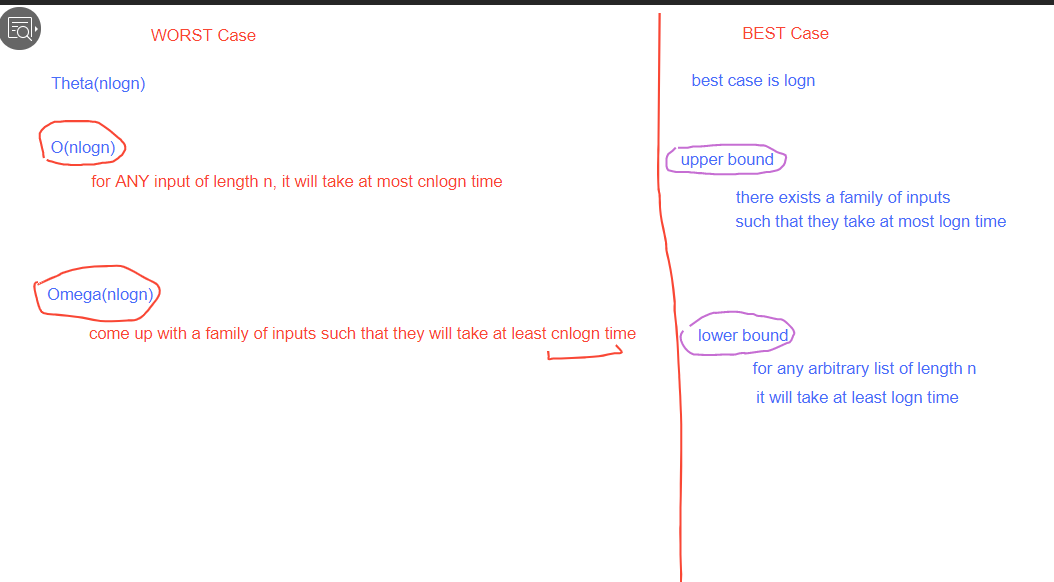 WORST Case
Theta(nlogn)
O(nlogn)
for ANY input of length n, it will take at most cnlogn time
Omega(nlogn)
come up with a family of inputs such that they will take at least cnlogn time
BEST Case
best case is logn
upper bound
there exists a family of inputs
such that they take at most logn time
lower bound
for any arbitrary list of length n
it will take at least logn time